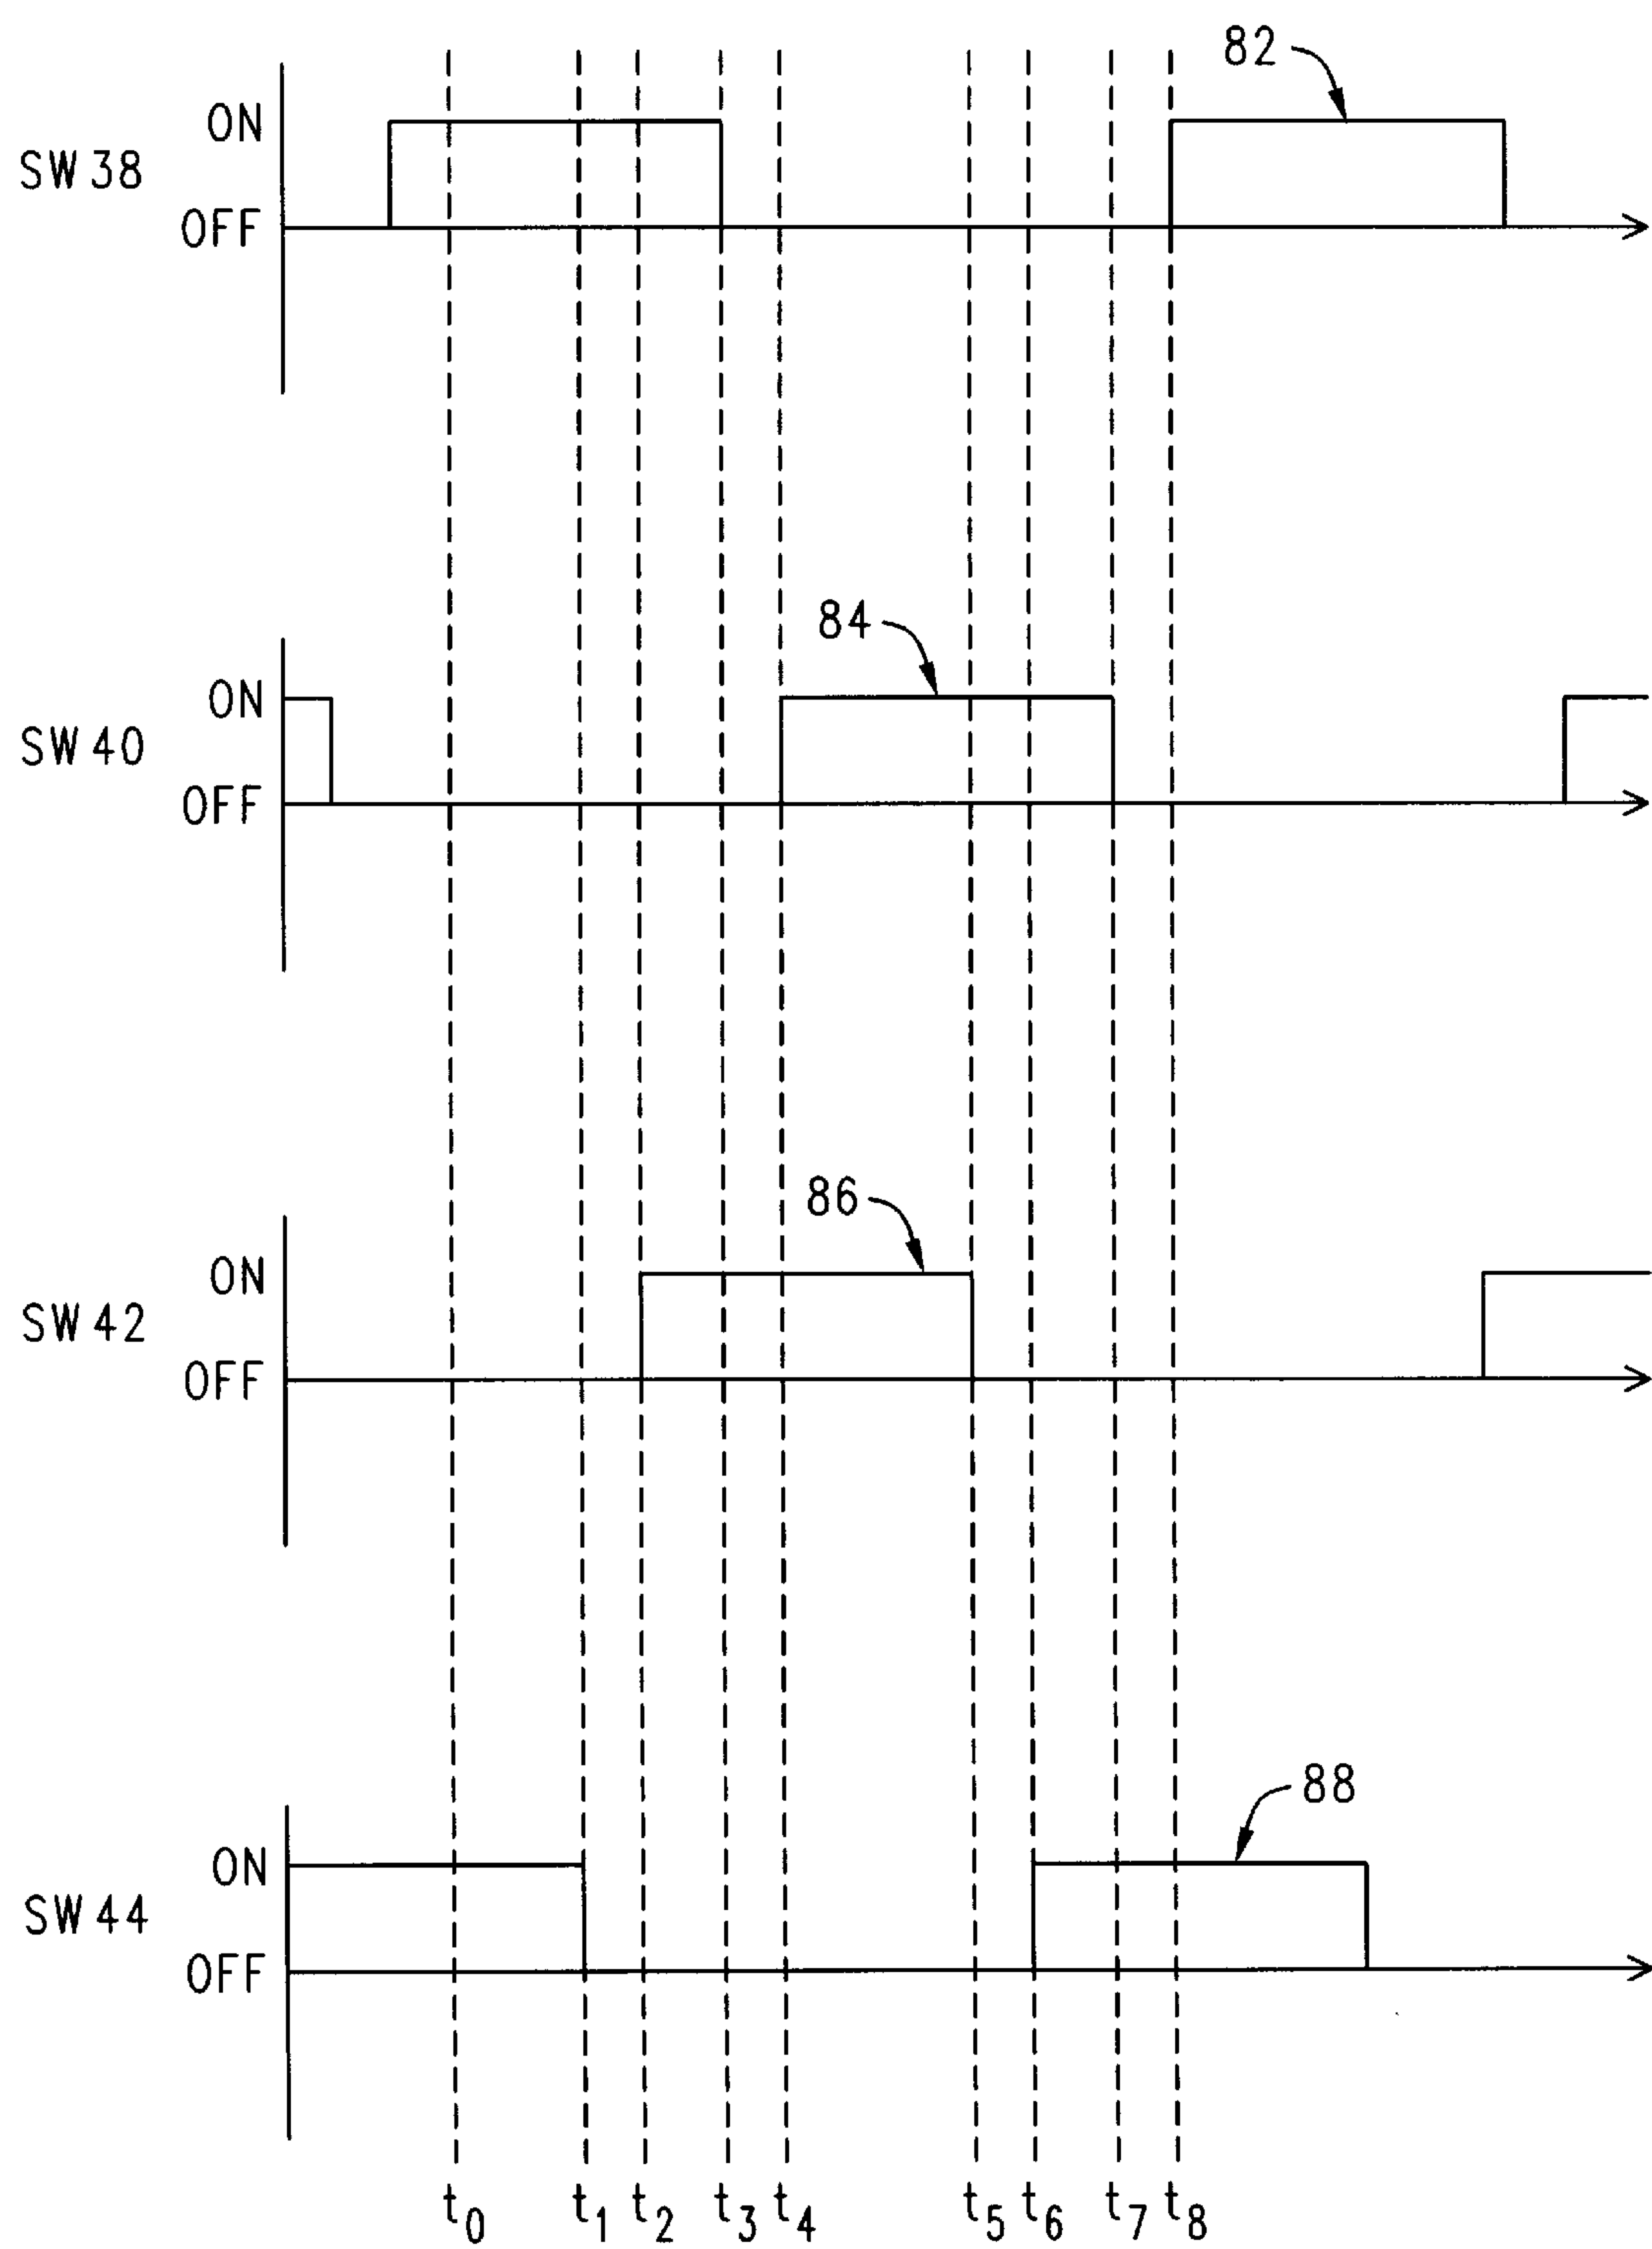 82
ON
SW 38
OFF
84
ON
SW 40
OFF
86
ON
SW 42
OFF
88
ON
SW 44
OFF
t0 t1 t2 t3 t4 t5 t6 t7 t8